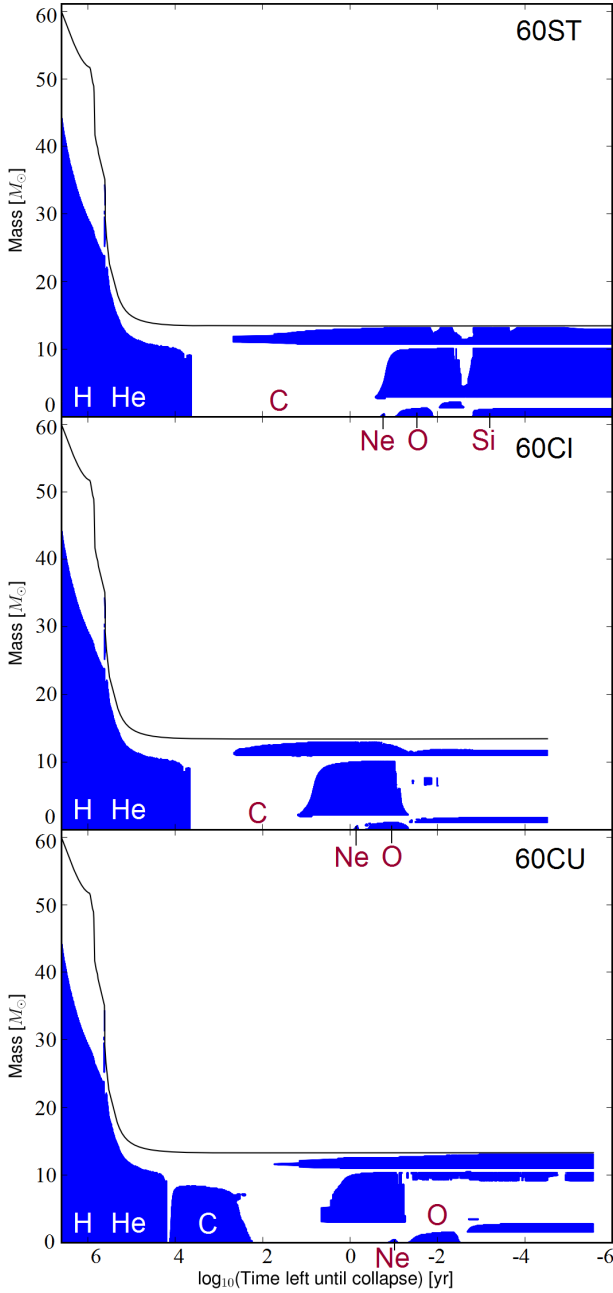 60
60ST
50
40
30
20
10
0
Mass [M⊙]
H He C
Ne O Si
60
60CI
50
40
30
20
10
0
Mass [M⊙]
H He C
Ne O
60
60CU
50
40
30
20
10
0
Mass [M⊙]
H He C O
Ne
6 4 2 0 -2 -4 -6
log10(Time left until collapse) [yr]